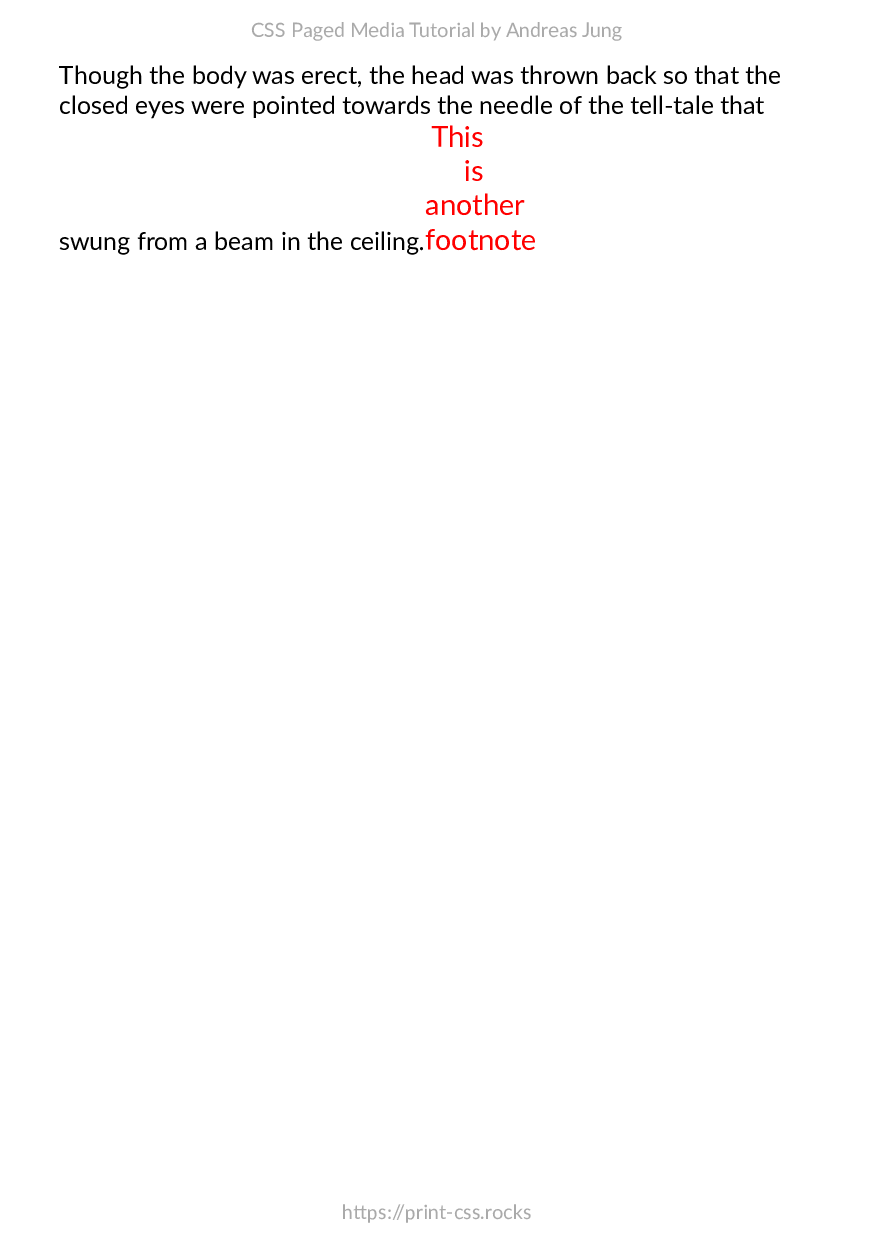 CSS Paged Media Tutorial by Andreas Jung
Though the body was erect, the head was thrown back so that the
closed eyes were pointed towards the needle of the tell-tale that
This
is
another
swung from a beam in the ceiling.footnote
https://print-css.rocks